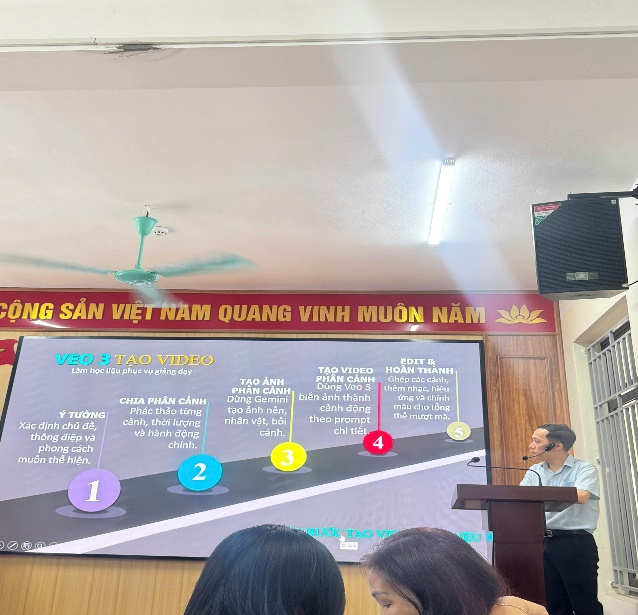 CỘNG SẢN VIỆT NAM QUANG VINH MUÔN NĂM
VEO 3 TẠO VIDEO
Làm học liệu phục vụ giảng dạy
Ý TƯỞNG
Xác định chủ đề,
thông điệp và
phong cách
muốn thể hiện.
1
CHIA PHÂN CẢNH
Phác thảo từng
cảnh, thời lượng
và hành động
chính.
2
TẠO ẢNH
PHÂN CẢNH
Dùng Gemini
tạo ảnh nền,
nhân vật, bối
cảnh.
3
TẠO VIDEO
PHÂN CẢNH
Dùng Veo 3
biến ảnh thành
cảnh động
theo prompt
chi tiết.
4
EDIT &
HOÀN THÀNH
Ghép các cảnh,
thêm nhạc, hiệu
ứng và chỉnh
màu cho tổng
thể mượt mà.
5
TẠO